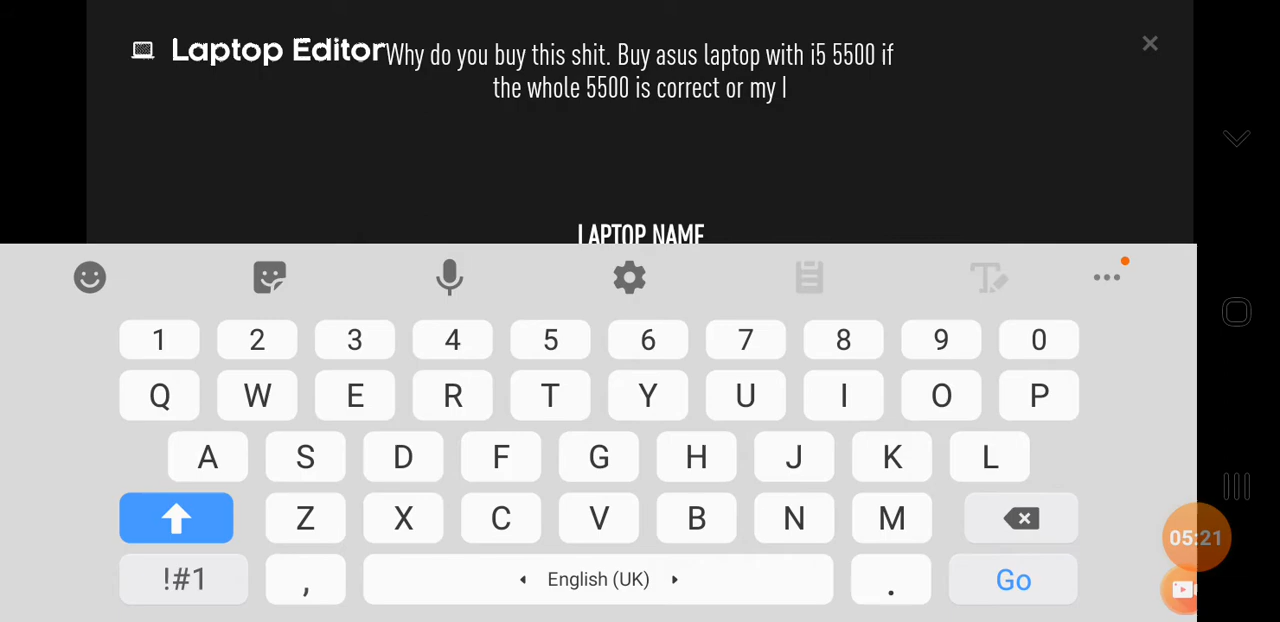 Laptop Editor
Why do you buy this shit. Buy asus laptop with i5 5500 if
the whole 5500 is correct or my l
LAPTOP NAME
1 2 3 4 5 6 7 8 9 0
Q W E R T Y U I O P
A S D F G H J K L
Z X C V B N M
!#1 , English (UK) . Go
05:21